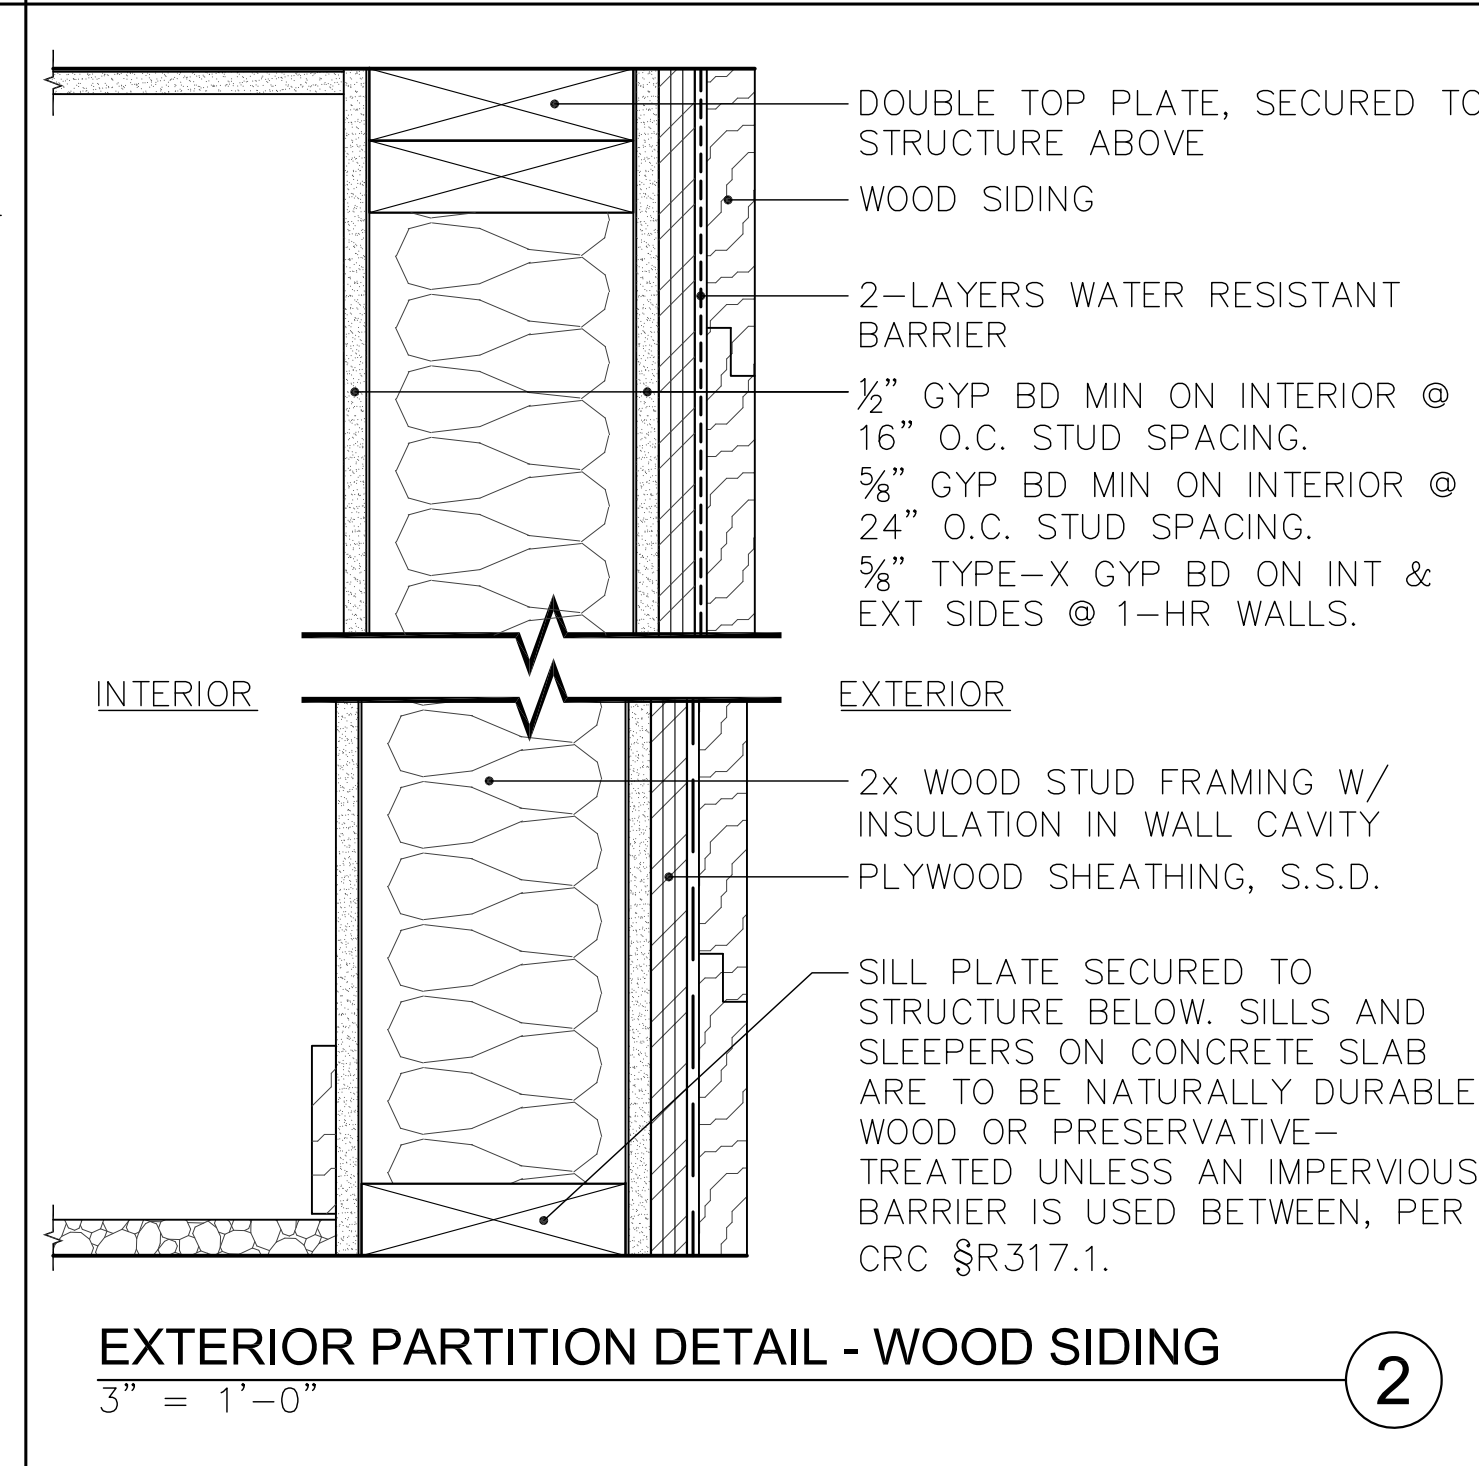 DOUBLE TOP PLATE, SECURED TO
STRUCTURE ABOVE
WOOD SIDING
2-LAYERS WATER RESISTANT
BARRIER
½" GYP BD MIN ON INTERIOR @
16" O.C. STUD SPACING.
⅝" GYP BD MIN ON INTERIOR @
24" O.C. STUD SPACING.
⅝" TYPE-X GYP BD ON INT &
EXT SIDES @ 1-HR WALLS.
INTERIOR
EXTERIOR
2x WOOD STUD FRAMING W/
INSULATION IN WALL CAVITY
PLYWOOD SHEATHING, S.S.D.
SILL PLATE SECURED TO
STRUCTURE BELOW. SILLS AND
SLEEPERS ON CONCRETE SLAB
ARE TO BE NATURALLY DURABLE
WOOD OR PRESERVATIVE-
TREATED UNLESS AN IMPERVIOUS
BARRIER IS USED BETWEEN, PER
CRC §R317.1.
EXTERIOR PARTITION DETAIL - WOOD SIDING
2
3" = 1'-0"